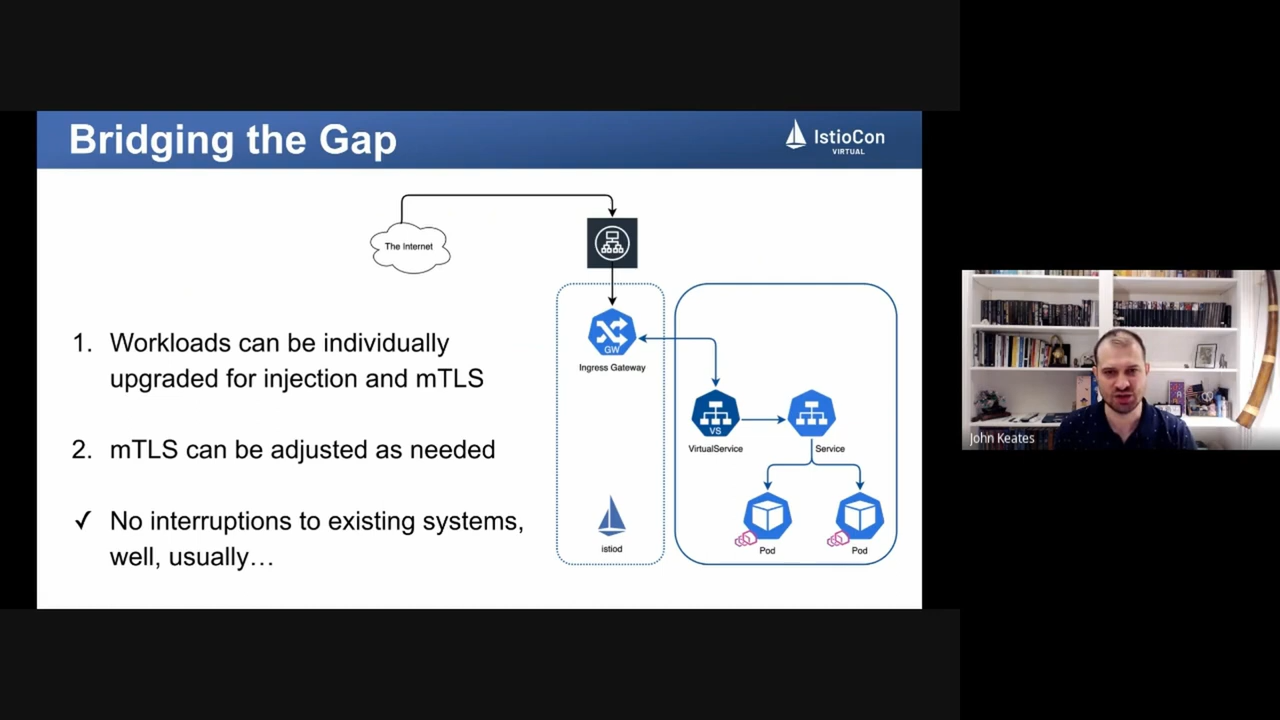 Bridging the Gap
IstioCon
VIRTUAL
The Internet
GW
Ingress Gateway
1. Workloads can be individually
upgraded for injection and mTLS
2. mTLS can be adjusted as needed
✓ No interruptions to existing systems,
well, usually…
VS
VirtualService
Service
Pod
Pod
istiod
John Keates